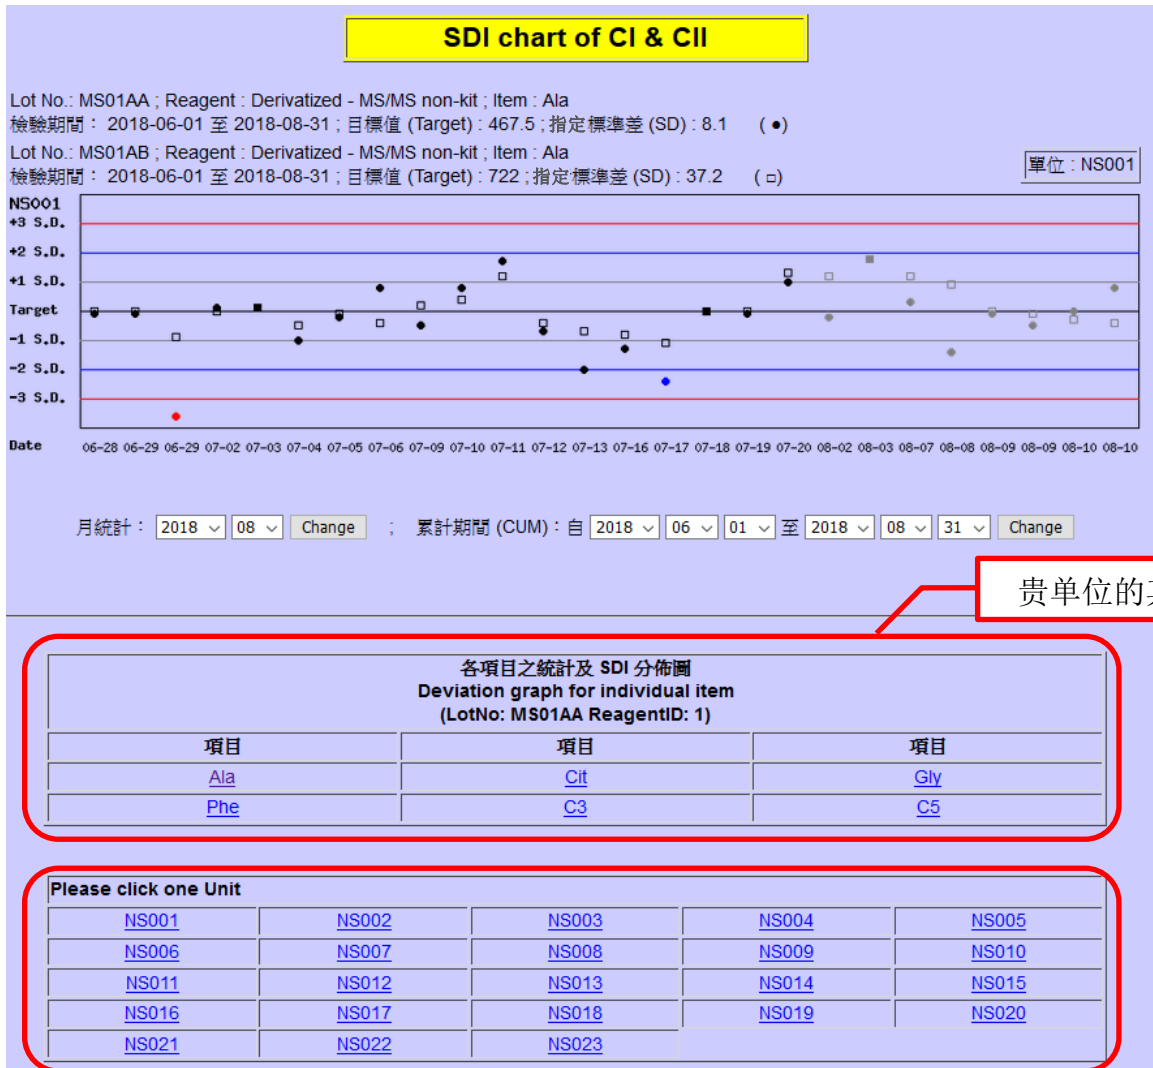 SDI chart of CI & CII
Lot No.: MS01AA ; Reagent : Derivatized - MS/MS non-kit ; Item : Ala
檢驗期間： 2018-06-01 至 2018-08-31 ; 目標值 (Target) : 467.5 ; 指定標準差 (SD) : 8.1 ( ●)
Lot No.: MS01AB ; Reagent : Derivatized - MS/MS non-kit ; Item : Ala
檢驗期間： 2018-06-01 至 2018-08-31 ; 目標值 (Target) : 722 ; 指定標準差 (SD) : 37.2 ( □)
單位 : NS001
NS001
+3 S.D.
+2 S.D.
+1 S.D.
Target
-1 S.D.
-2 S.D.
-3 S.D.
Date 06-28 06-29 06-29 07-02 07-03 07-04 07-05 07-06 07-09 07-10 07-11 07-12 07-13 07-16 07-17 07-18 07-19 07-20 08-02 08-03 08-07 08-08 08-09 08-09 08-10 08-10
月統計： 2018 08 Change ; 累計期間 (CUM)：自 2018 06 01 至 2018 08 31 Change
贵单位的
各項目之統計及 SDI 分佈圖
Deviation graph for individual item
(LotNo: MS01AA ReagentID: 1)
項目 項目 項目
Ala Cit Gly
Phe C3 C5
Please click one Unit
NS001 NS002 NS003 NS004 NS005
NS006 NS007 NS008 NS009 NS010
NS011 NS012 NS013 NS014 NS015
NS016 NS017 NS018 NS019 NS020
NS021 NS022 NS023